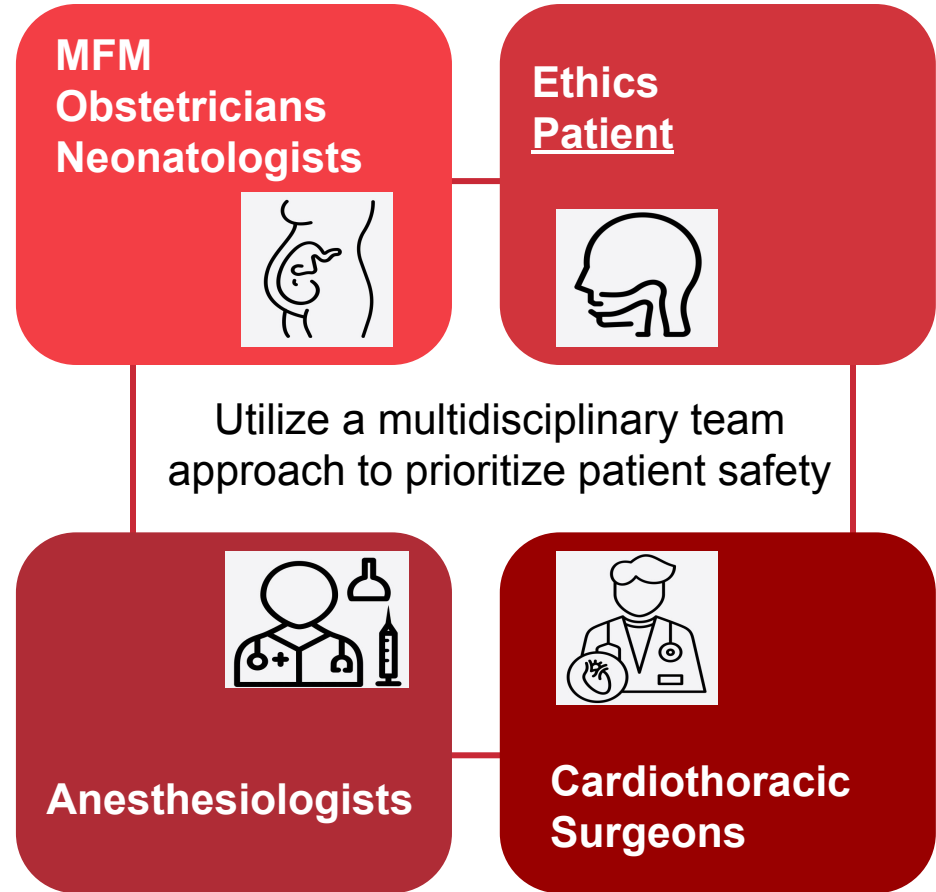 MFM
Obstetricians
Neonatologists
Ethics
Patient
Utilize a multidisciplinary team
approach to prioritize patient safety
Anesthesiologists
Cardiothoracic
Surgeons